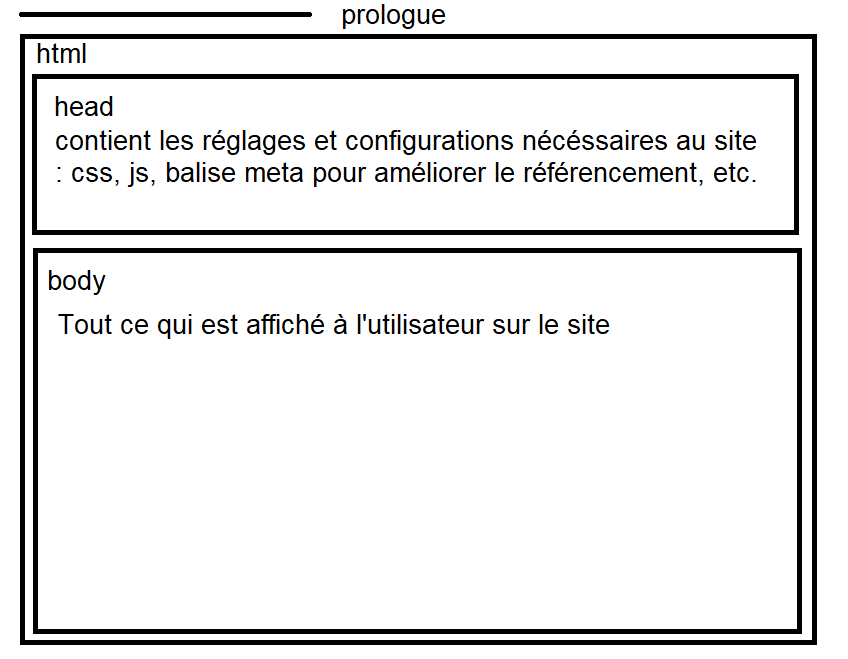 prologue
html
head
contient les réglages et configurations nécéssaires au site
: css, js, balise meta pour améliorer le référencement, etc.
body
Tout ce qui est affiché à l'utilisateur sur le site